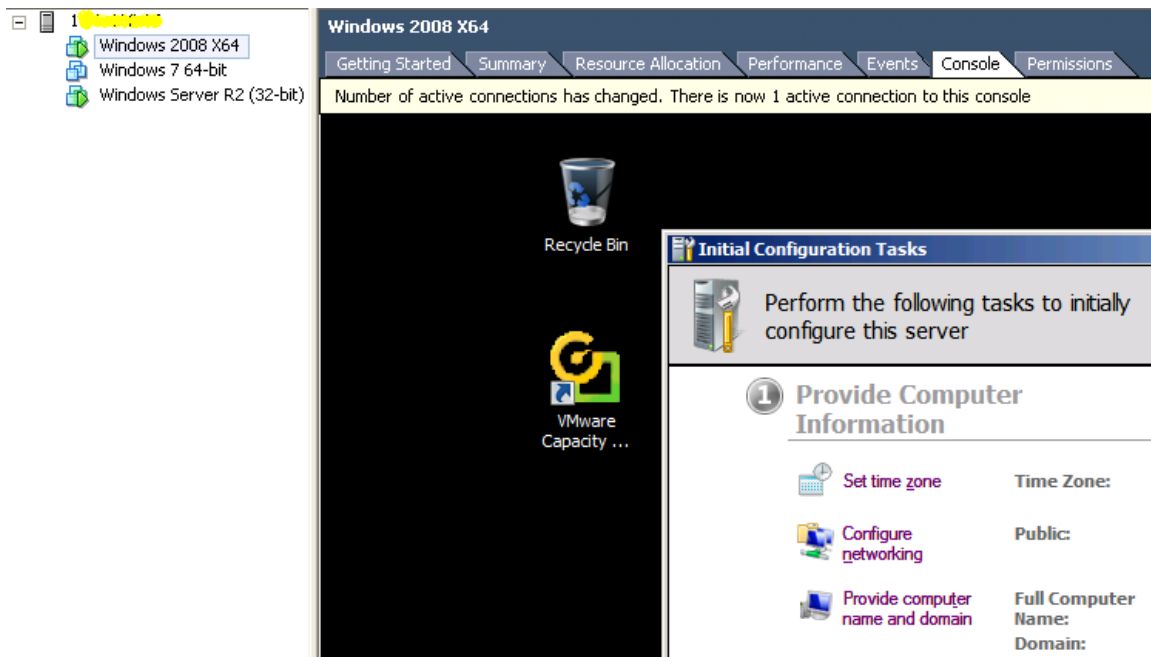 1
Windows 2008 X64
Windows 7 64-bit
Windows Server R2 (32-bit)
Windows 2008 X64
Getting Started Summary Resource Allocation Performance Events Console Permissions
Number of active connections has changed. There is now 1 active connection to this console
Recycle Bin
VMware
Capacity ...
Initial Configuration Tasks
Perform the following tasks to initially
configure this server
1 Provide Computer
Information
Set time zone Time Zone:
Configure Public:
networking
Provide computer Full Computer
name and domain Name:
Domain: